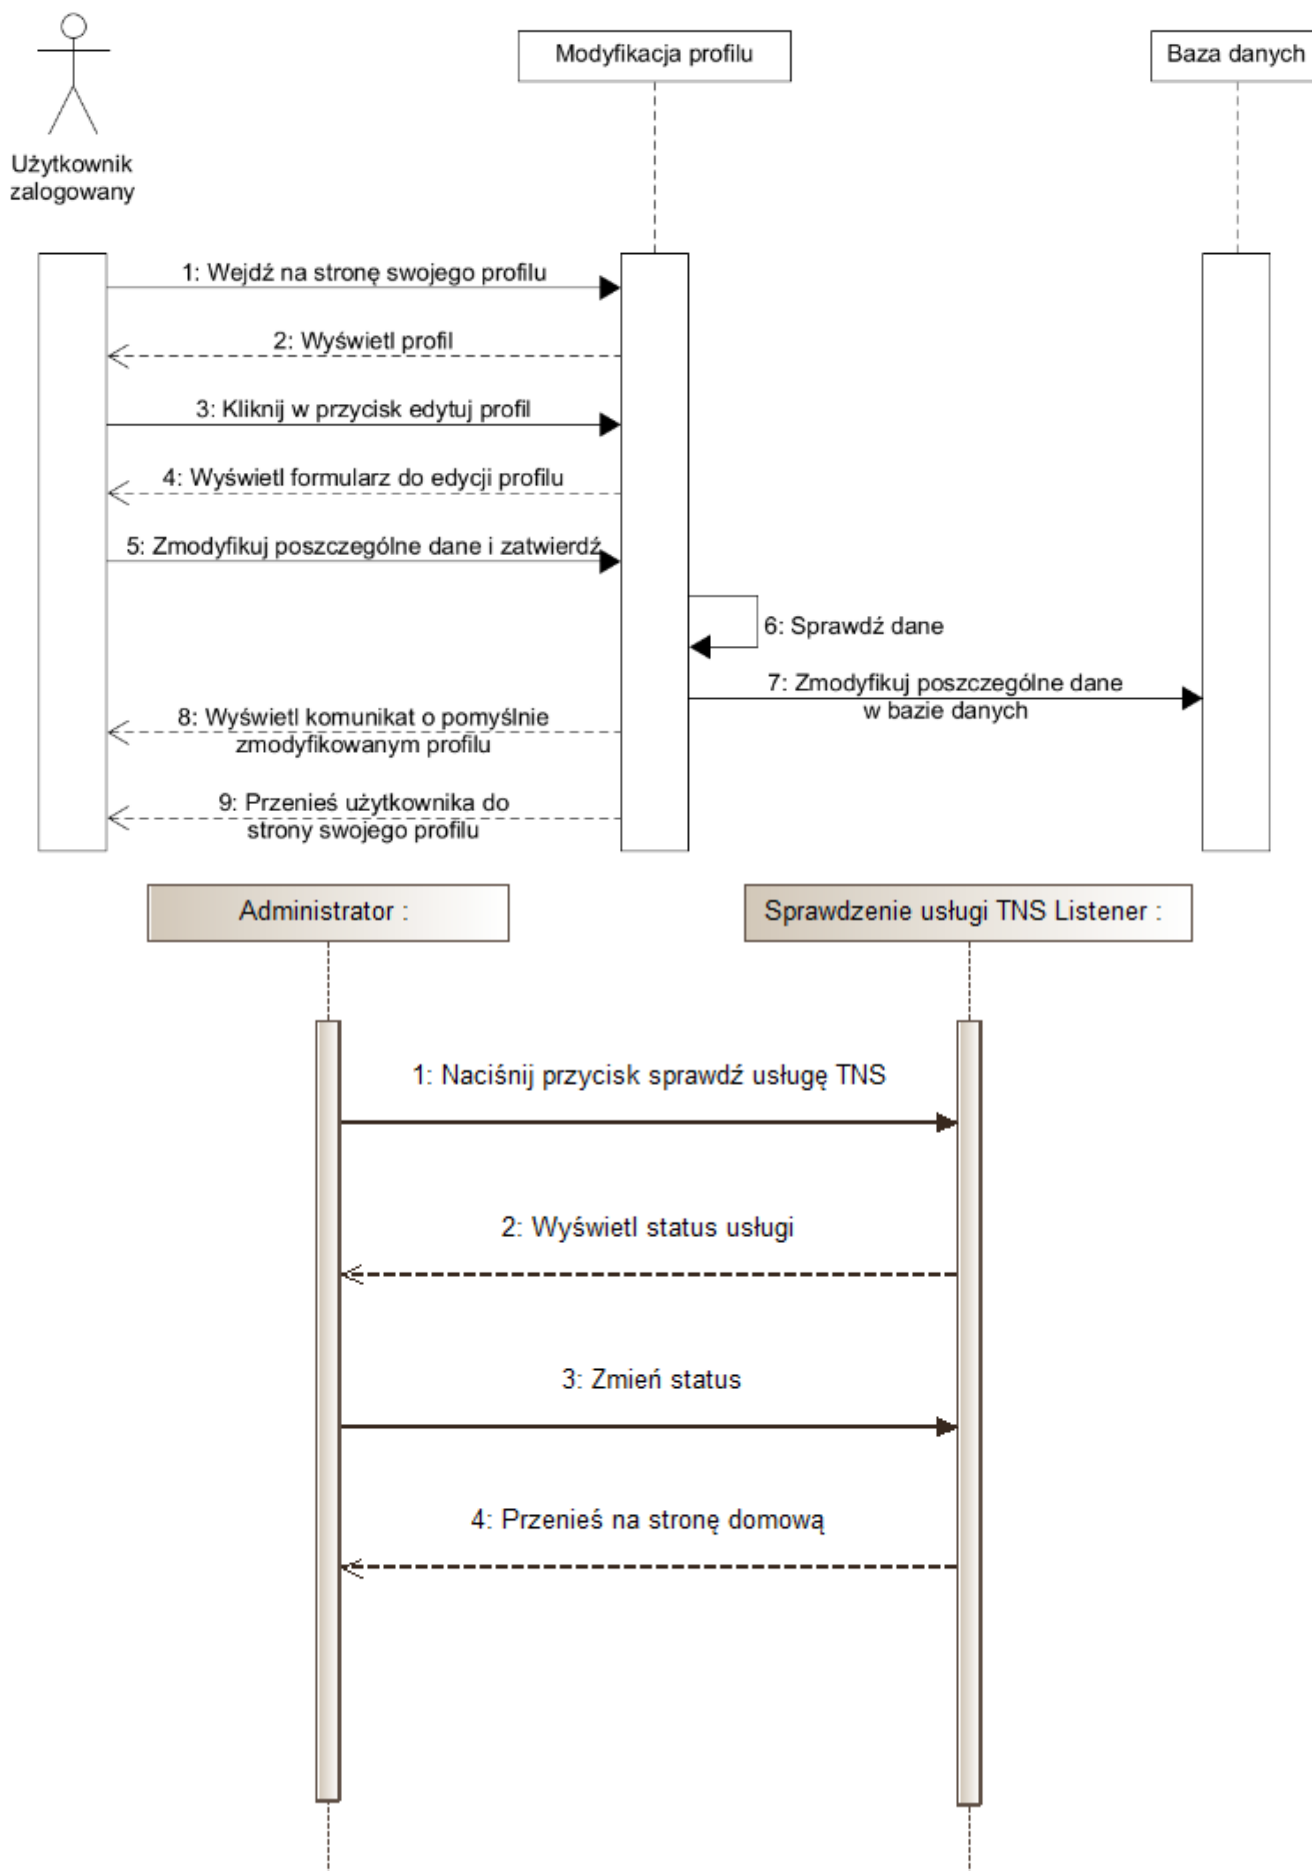 Modyfikacja profilu
Baza danych
Użytkownik
zalogowany
1: Wejdź na stronę swojego profilu
2: Wyświetl profil
3: Kliknij w przycisk edytuj profil
4: Wyświetl formularz do edycji profilu
5: Zmodyfikuj poszczególne dane i zatwierdź
6: Sprawdź dane
7: Zmodyfikuj poszczególne dane
w bazie danych
8: Wyświetl komunikat o pomyślnie
zmodyfikowanym profilu
9: Przenieś użytkownika do
strony swojego profilu
Administrator :
Sprawdzenie usługi TNS Listener :
1: Naciśnij przycisk sprawdź usługę TNS
2: Wyświetl status usługi
3: Zmień status
4: Przenieś na stronę domową